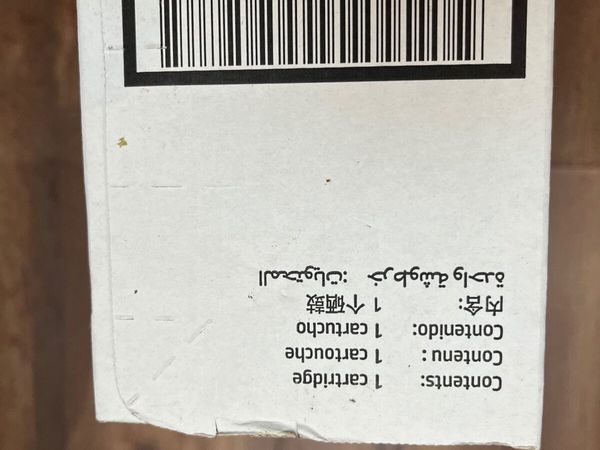 Contents: 1 cartridge
Contenu : 1 cartouche
Contenido: 1 cartucho
内含: 1 个硒鼓
المحتويات: خرطوشة واحدة